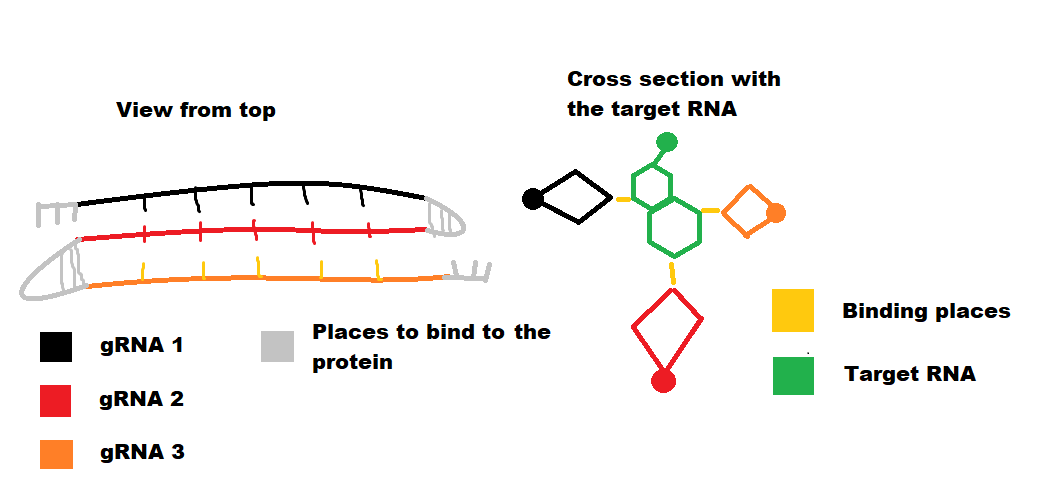 View from top
Cross section with
the target RNA
gRNA 1
gRNA 2
gRNA 3
Places to bind to the
protein
Binding places
Target RNA